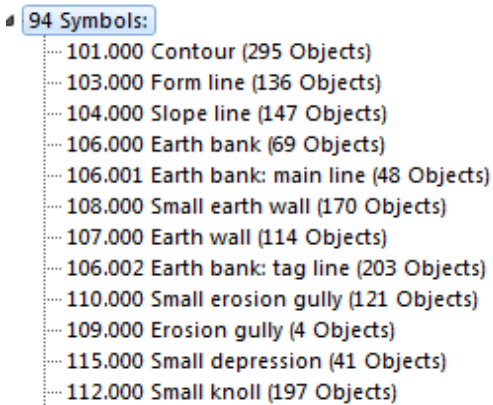 94 Symbols:
101.000 Contour (295 Objects)
103.000 Form line (136 Objects)
104.000 Slope line (147 Objects)
106.000 Earth bank (69 Objects)
106.001 Earth bank: main line (48 Objects)
108.000 Small earth wall (170 Objects)
107.000 Earth wall (114 Objects)
106.002 Earth bank: tag line (203 Objects)
110.000 Small erosion gully (121 Objects)
109.000 Erosion gully (4 Objects)
115.000 Small depression (41 Objects)
112.000 Small knoll (197 Objects)